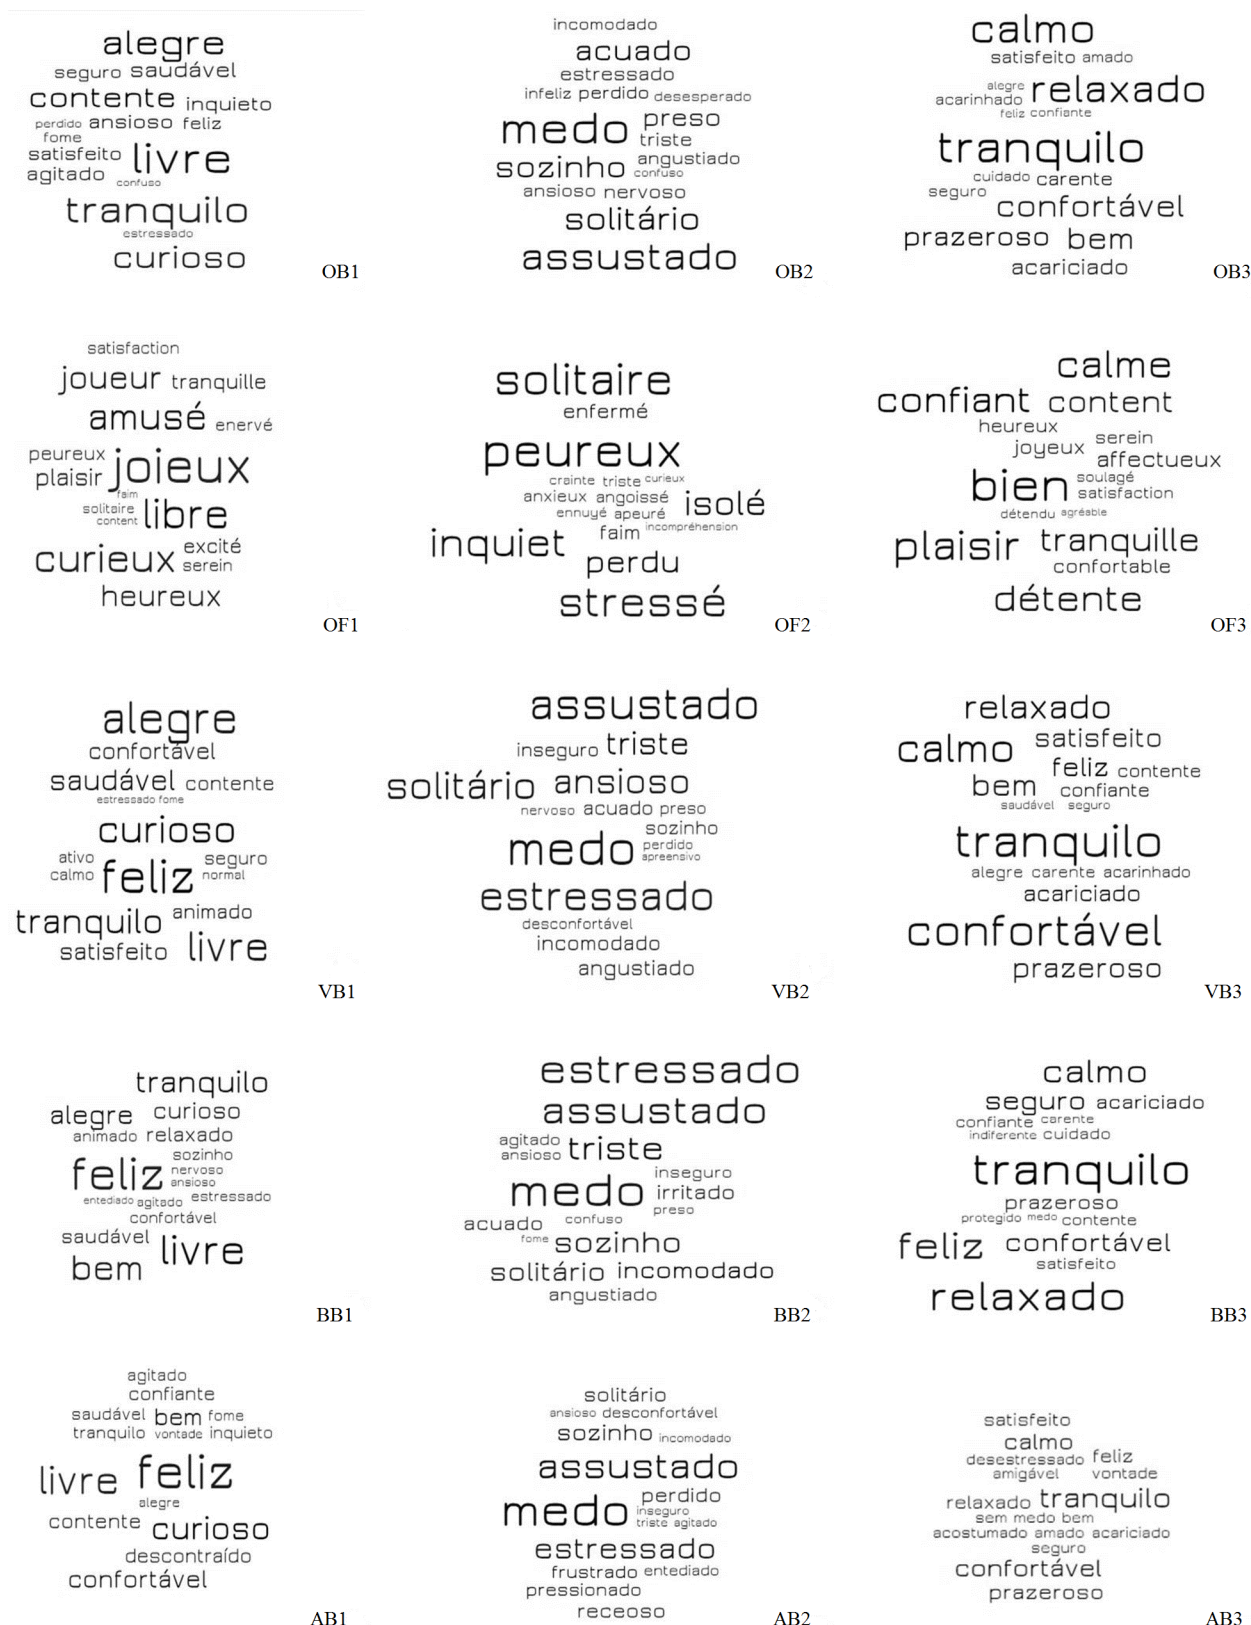 alegre
seguro saudável
contente inquieto
perdido ansioso feliz
fome
satisfeito livre
agitado
confuso
tranquilo
estressado
curioso
OB1
incomodado
acuado
estressado
infeliz perdido desesperado
medo preso
triste
sozinho angustiado
confuso
ansioso nervoso
solitário
assustado
OB2
calmo
satisfeito amado
alegre
acarinhado relaxado
feliz confiante
tranquilo
cuidado carente
seguro
confortável
prazeroso bem
acariciado
OB3
satisfaction
joueur tranquille
amusé enervé
peureux
plaisir joieux
faim
solitaire
content libre
curieux excité
serein
heureux
OF1
solitaire
enfermé
peureux
crainte triste curieux
anxieux angoissé
ennuyé apeuré isolé
incompréhension
inquiet faim
perdu
stressé
OF2
calme
confiant content
heureux
joyeux serein
affectueux
bien soulagé
satisfaction
détendu agréable
plaisir tranquille
confortable
détente
OF3
alegre
confortável
saudável contente
estressado fome
curioso
ativo
calmo feliz seguro
normal
tranquilo animado
satisfeito livre
VB1
assustado
inseguro triste
solitário ansioso
nervoso acuado preso
sozinho
medo perdido
apreensivo
estressado
desconfortável
incomodado
angustiado
VB2
relaxado
calmo satisfeito
bem feliz contente
confiante
saudável seguro
tranquilo
alegre carente acarinhado
acariciado
confortável
prazeroso
VB3
tranquilo
alegre curioso
animado relaxado
sozinho
feliz nervoso
ansioso
entediado agitado estressado
confortável
saudável
bem livre
BB1
estressado
assustado
agitado
ansioso triste
inseguro
medo irritado
preso
acuado confuso
fome sozinho
solitário incomodado
angustiado
BB2
calmo
seguro acariciado
confiante carente
indiferente cuidado
tranquilo
prazeroso
protegido medo contente
feliz confortável
satisfeito
relaxado
BB3
agitado
confiante
saudável bem fome
tranquilo vontade inquieto
livre feliz
alegre
contente curioso
descontraído
confortável
AB1
solitário
ansioso desconfortável
sozinho incomodado
assustado
perdido
medo inseguro
triste agitado
estressado
frustrado entediado
pressionado
receoso
AB2
satisfeito
calmo
desestressado feliz
amigável vontade
relaxado tranquilo
sem medo bem
acostumado amado acariciado
seguro
confortável
prazeroso
AB3